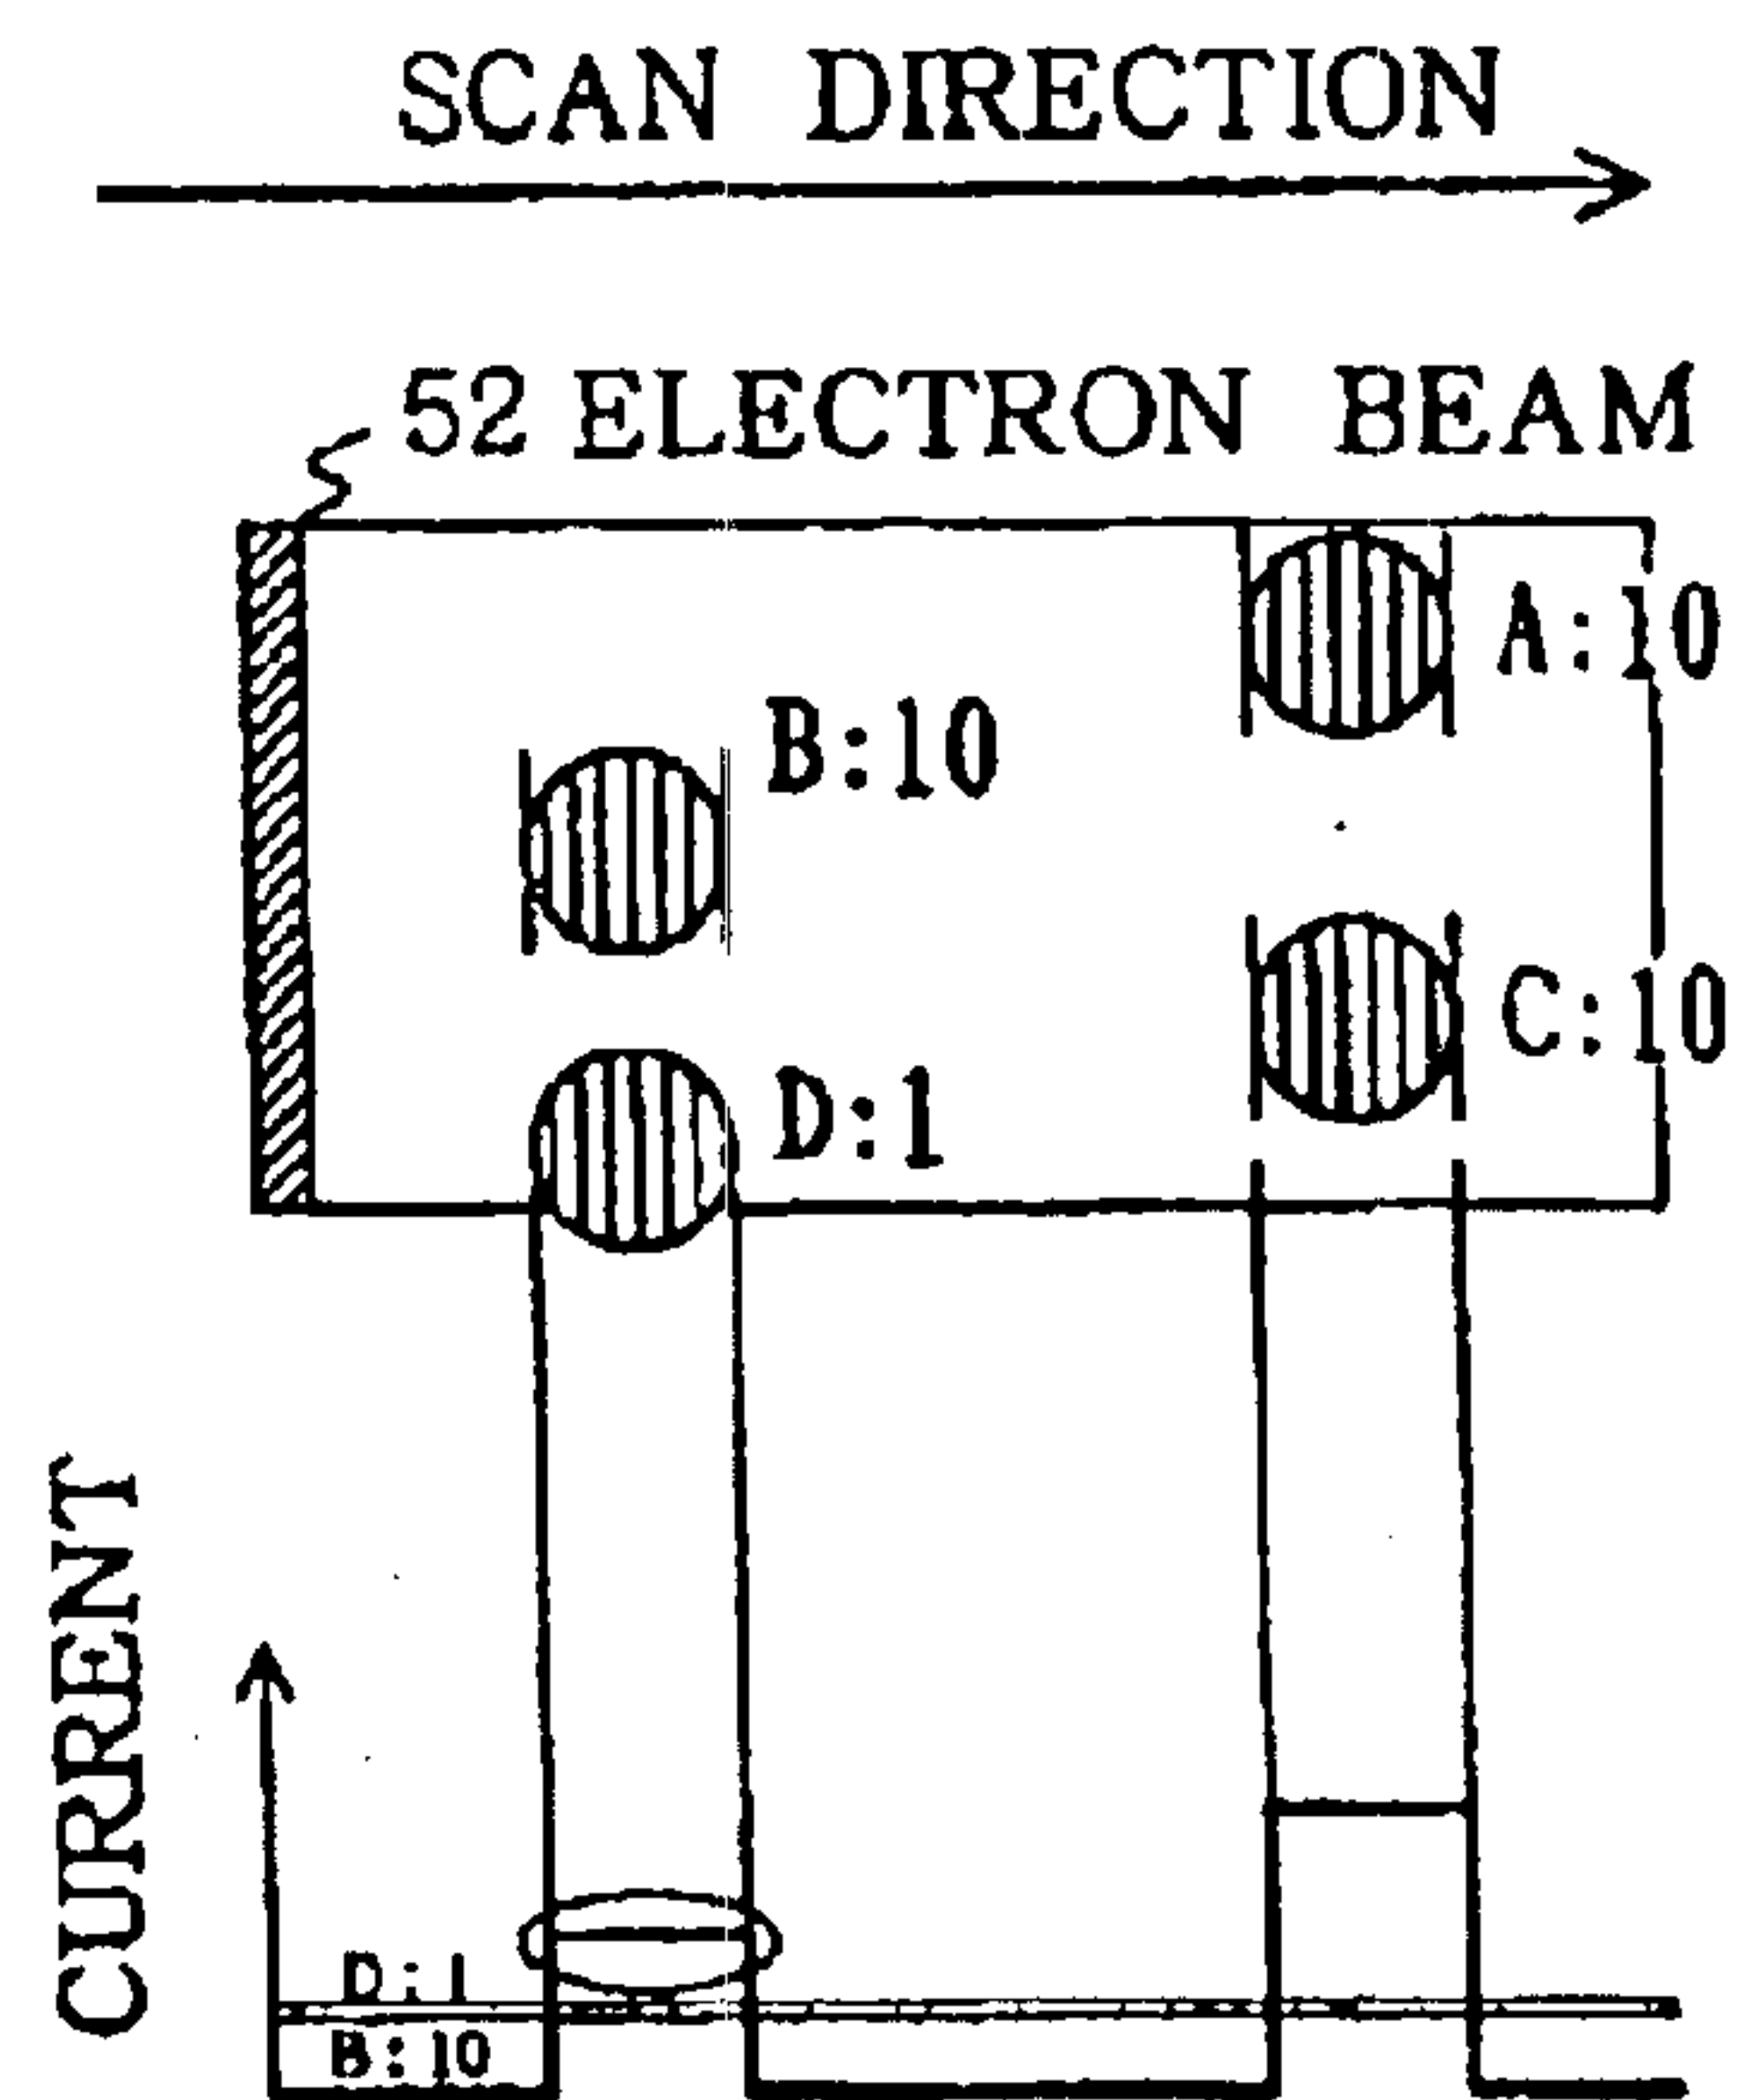 SCAN DIRECTION
52 ELECTRON BEAM
A:10
B:10
C:10
D:1
CURRENT
D:1
B:10